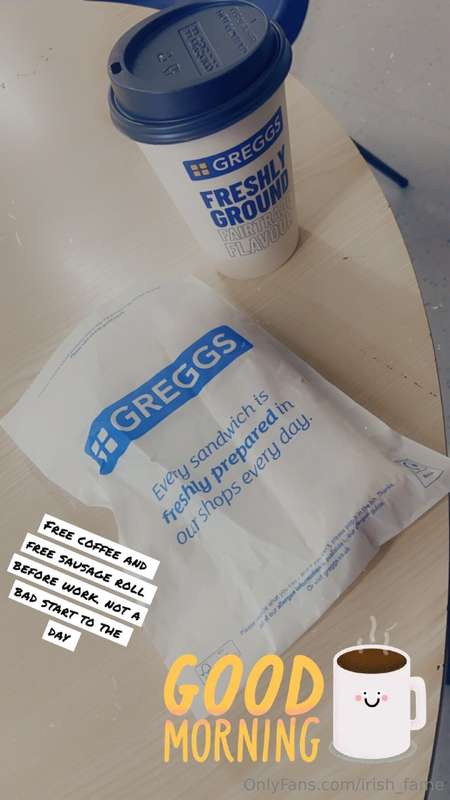 GREGGS
FRESHLY
GROUND
FAIRTRADE
FLAVOUR
GREGGS
Every sandwich is
freshly prepared in
our shops every day.
FREE COFFEE AND
FREE SAUSAGE ROLL
BEFORE WORK. NOT A
BAD START TO THE
DAY
GOOD
MORNING
OnlyFans.com/irish_fame